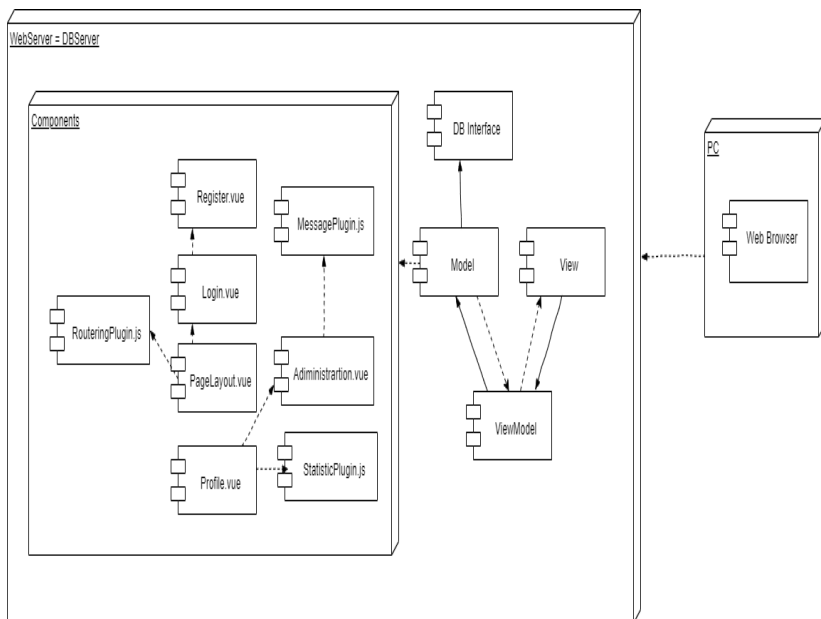 WebServer = DBServer
Components
Register.vue
MessagePlugin.js
Login.vue
RouteringPlugin.js
PageLayout.vue
Adiministrartion.vue
Profile.vue
StatisticPlugin.js
DB Interface
Model
View
ViewModel
PC
Web Browser